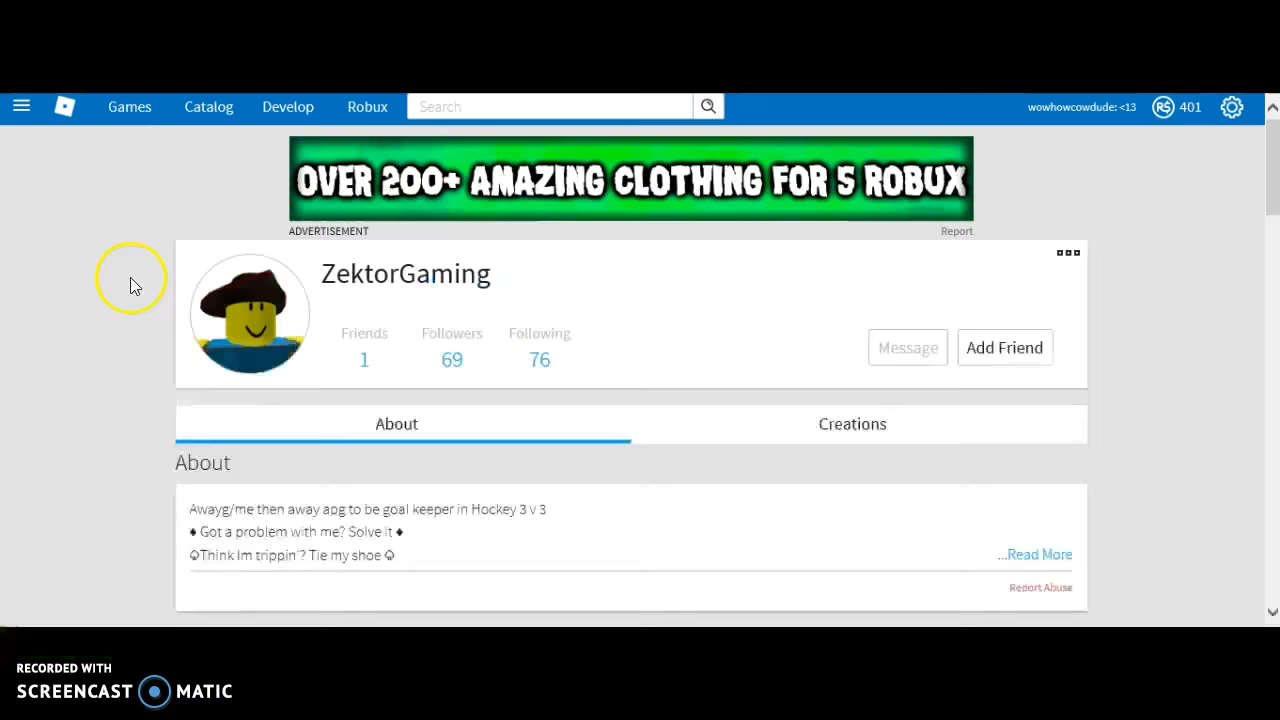 Games Catalog Develop Robux Search wowhowcowdude: <13 R$ 401
OVER 200+ AMAZING CLOTHING FOR 5 ROBUX
ADVERTISEMENT Report
ZektorGaming
Friends Followers Following
1 69 76
Message Add Friend
About Creations
About
Awayg/me then away apg to be goal keeper in Hockey 3 v 3
♠ Got a problem with me? Solve It ♠
♤Think Im trippin'? Tie my shoe ♤
...Read More
Report Abuse
RECORDED WITH
SCREENCAST MATIC